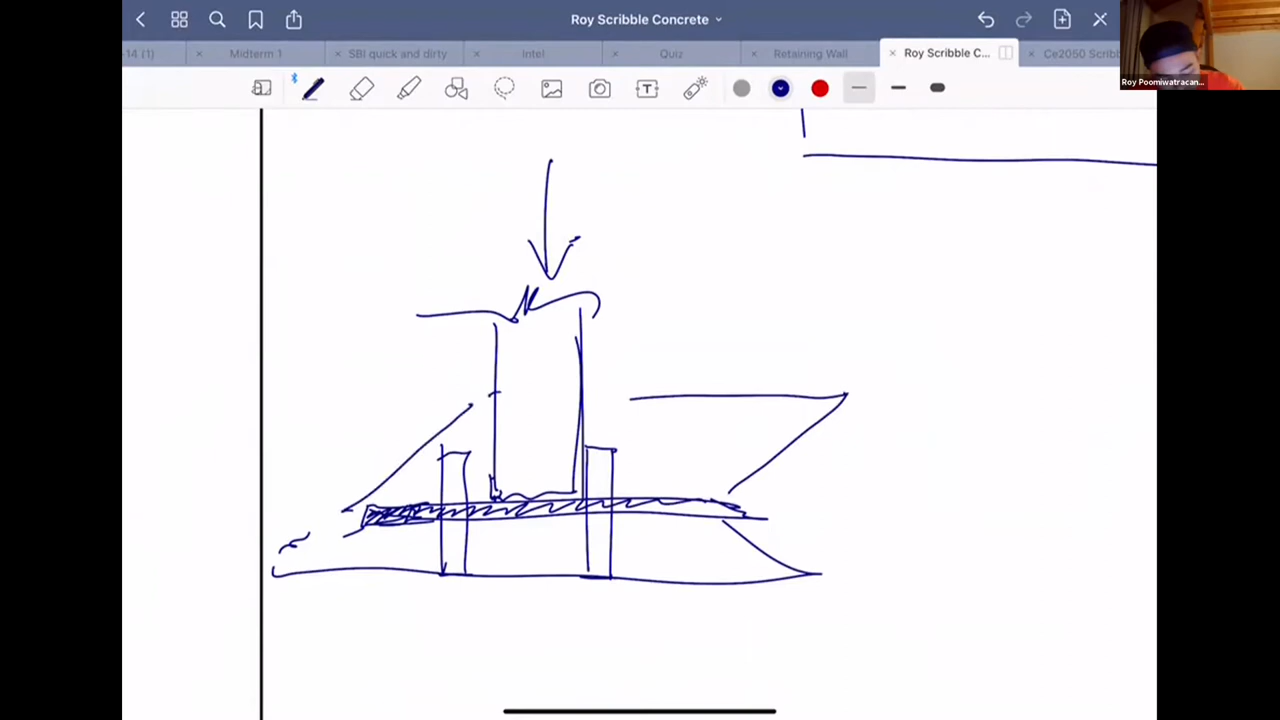 Roy Scribble Concrete
14 (1)
Midterm 1
SBI quick and dirty
Intel
Quiz
Retaining Wall
Roy Scribble C...
Ce2050 Scribb
T
Roy Poomiwatracan...